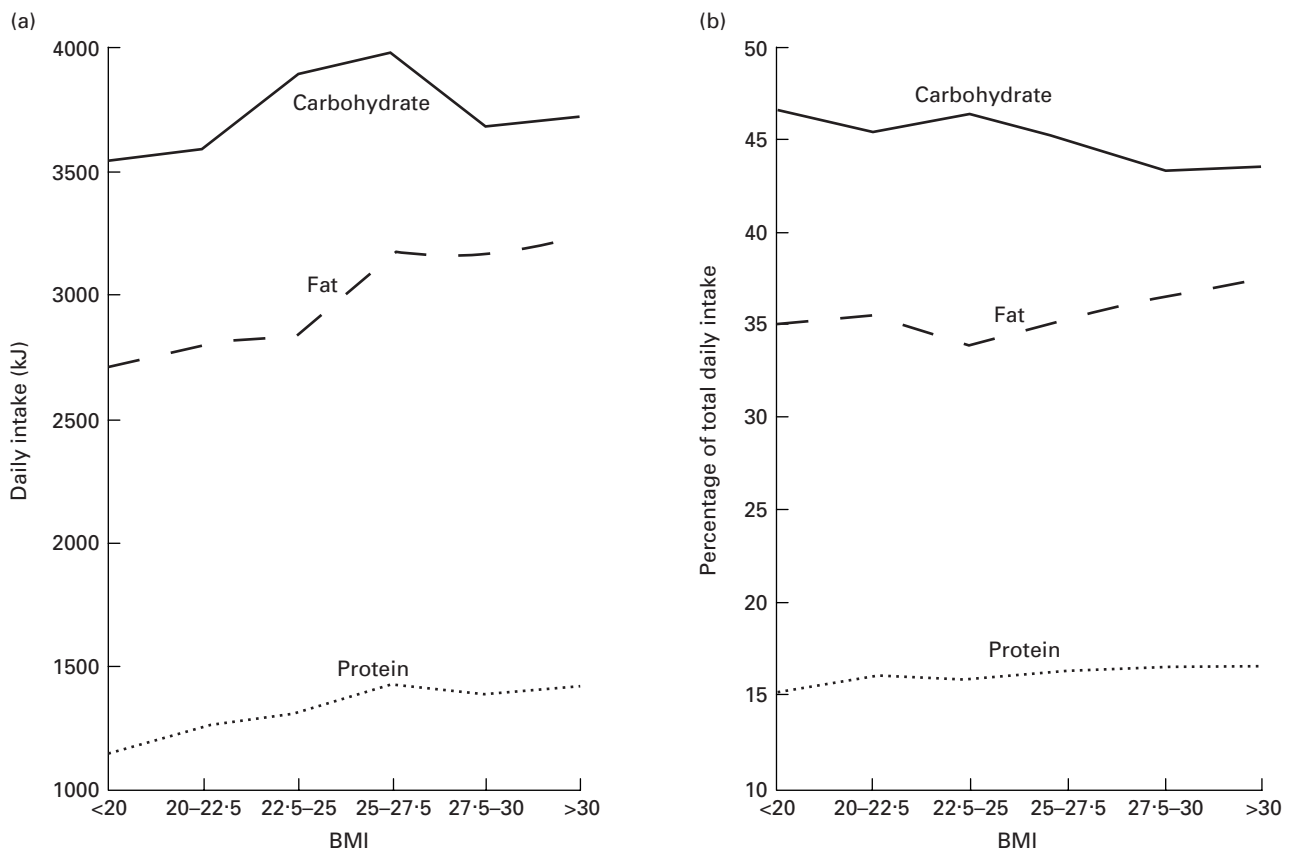 (a)
4000
3500
3000
2500
2000
1500
1000
Daily intake (kJ)
Carbohydrate
Fat
Protein
<20 20–22·5 22·5–25 25–27·5 27·5–30 >30
BMI
(b)
50
45
40
35
30
25
20
15
10
Percentage of total daily intake
Carbohydrate
Fat
Protein
<20 20–22·5 22·5–25 25–27·5 27·5–30 >30
BMI